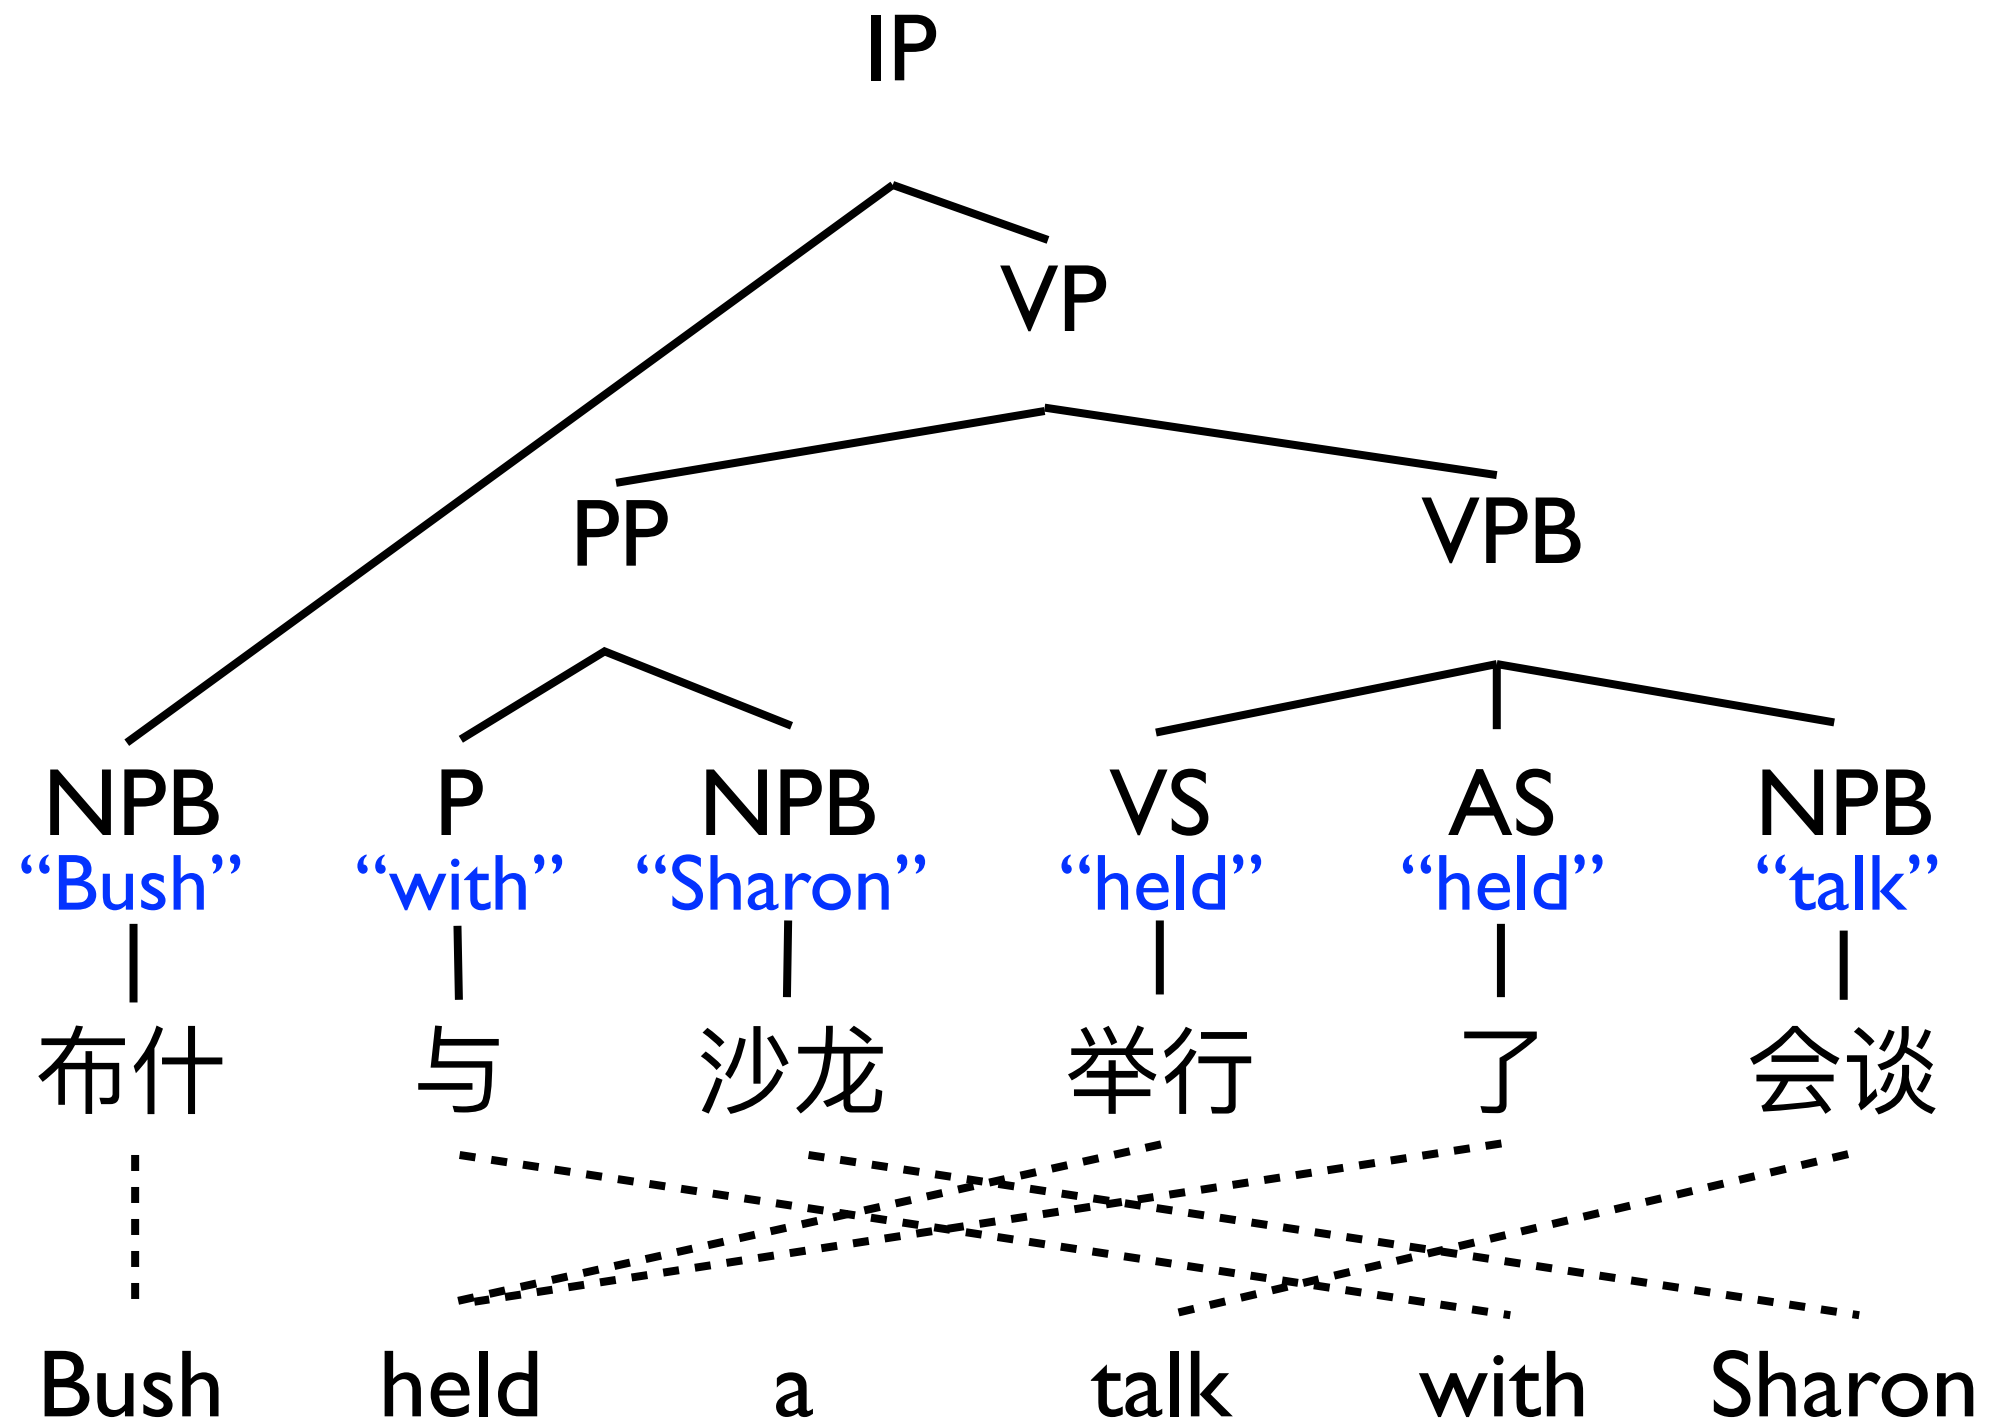 IP
VP
PP VPB
NPB P NPB VS AS NPB
“Bush” “with” “Sharon” “held” “held” “talk”
布什 与 沙龙 举行 了 会谈
Bush held a talk with Sharon